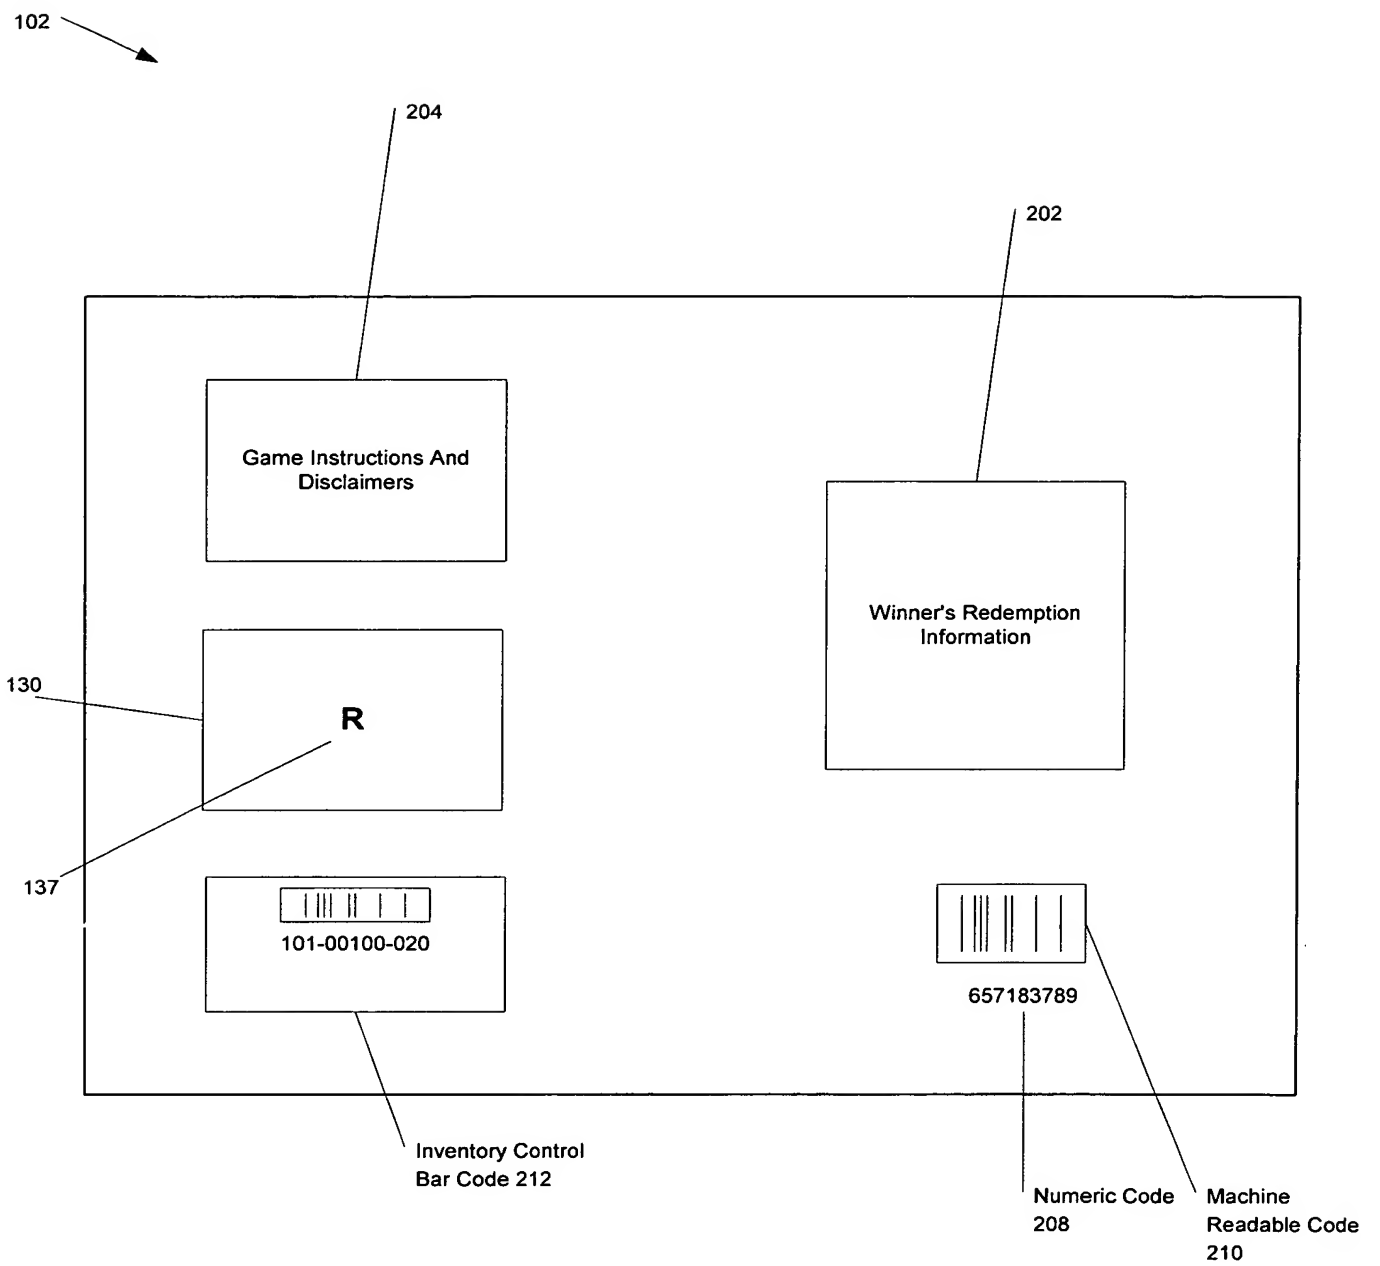 102
204
202
Game Instructions And
Disclaimers
Winner's Redemption
Information
130
R
137
101-00100-020
657183789
Inventory Control
Bar Code 212
Numeric Code
208
Machine
Readable Code
210